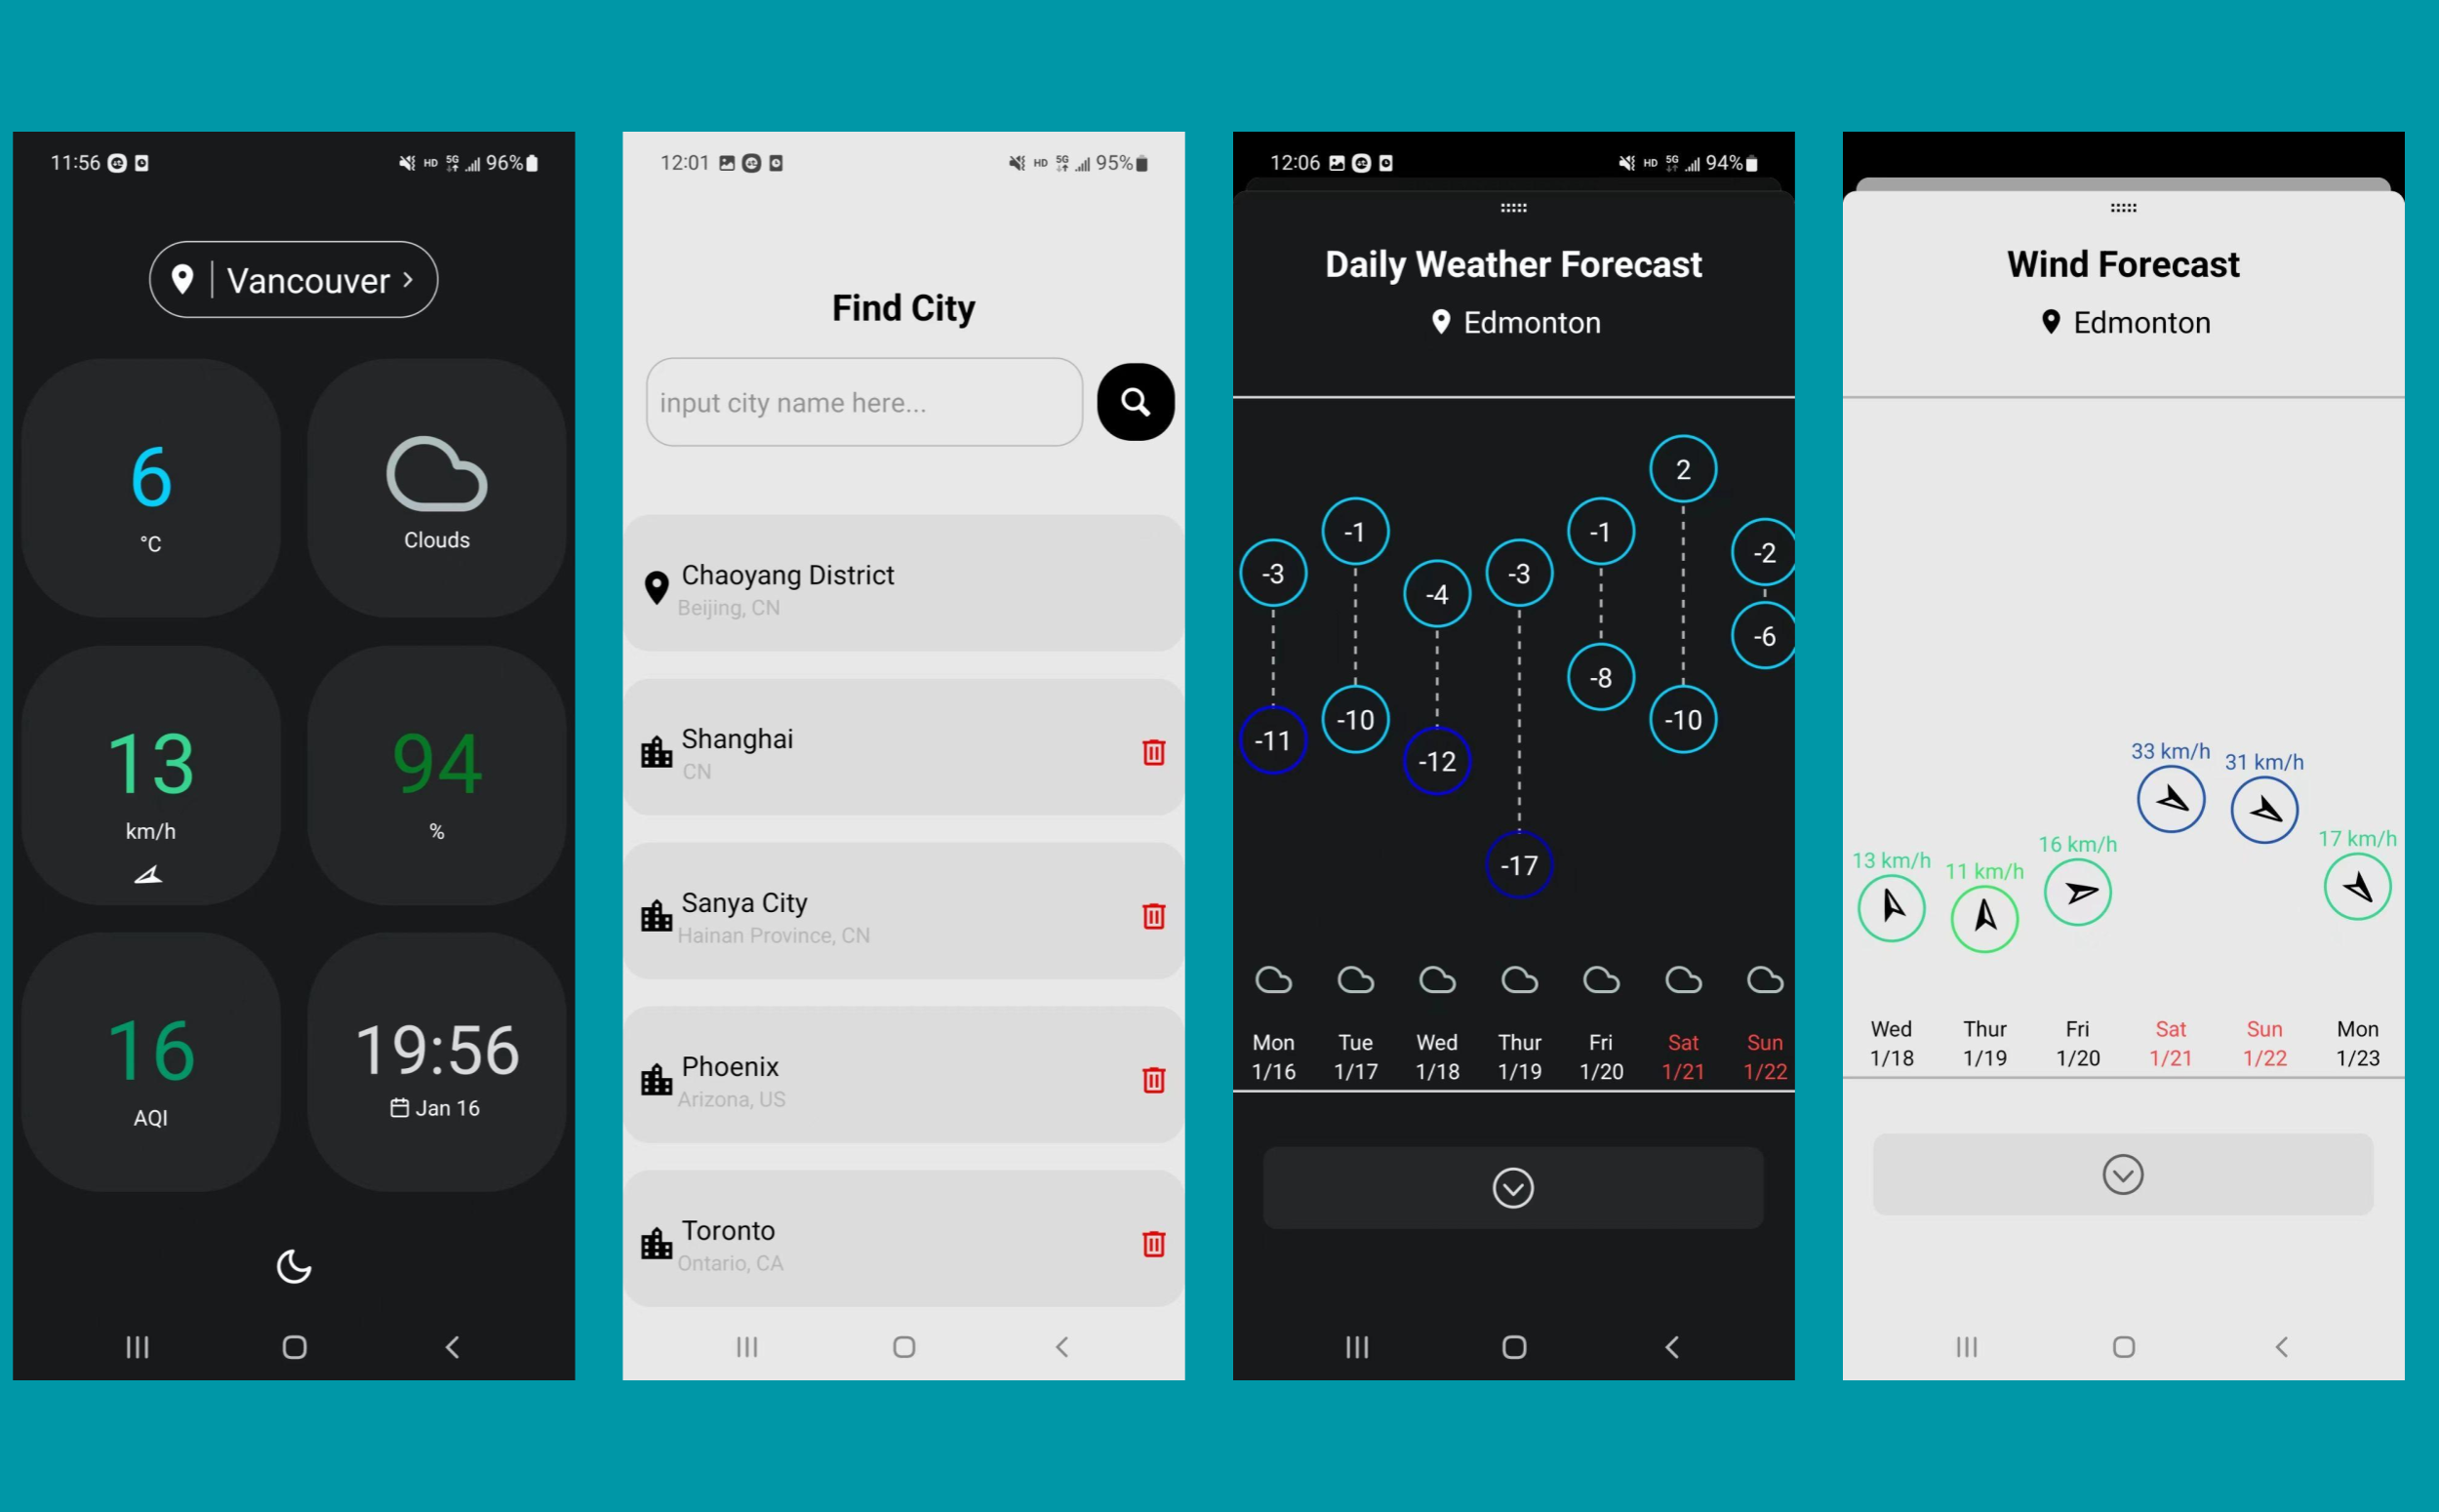 11:56
HD 5G 96%
Vancouver
6
°C
Clouds
13
km/h
94
%
16
AQI
19:56
Jan 16
12:01
HD 5G 95%
Find City
input city name here...
Chaoyang District
Beijing, CN
Shanghai
CN
Sanya City
Hainan Province, CN
Phoenix
Arizona, US
Toronto
Ontario, CA
12:06
HD 5G 94%
Daily Weather Forecast
Edmonton
2
-1
-1
-2
-3
-3
-4
-6
-8
-10
-10
-11
-12
-17
Mon Tue Wed Thur Fri Sat Sun
1/16 1/17 1/18 1/19 1/20 1/21 1/22
Wind Forecast
Edmonton
33 km/h
31 km/h
17 km/h
16 km/h
13 km/h
11 km/h
Wed Thur Fri Sat Sun Mon
1/18 1/19 1/20 1/21 1/22 1/23